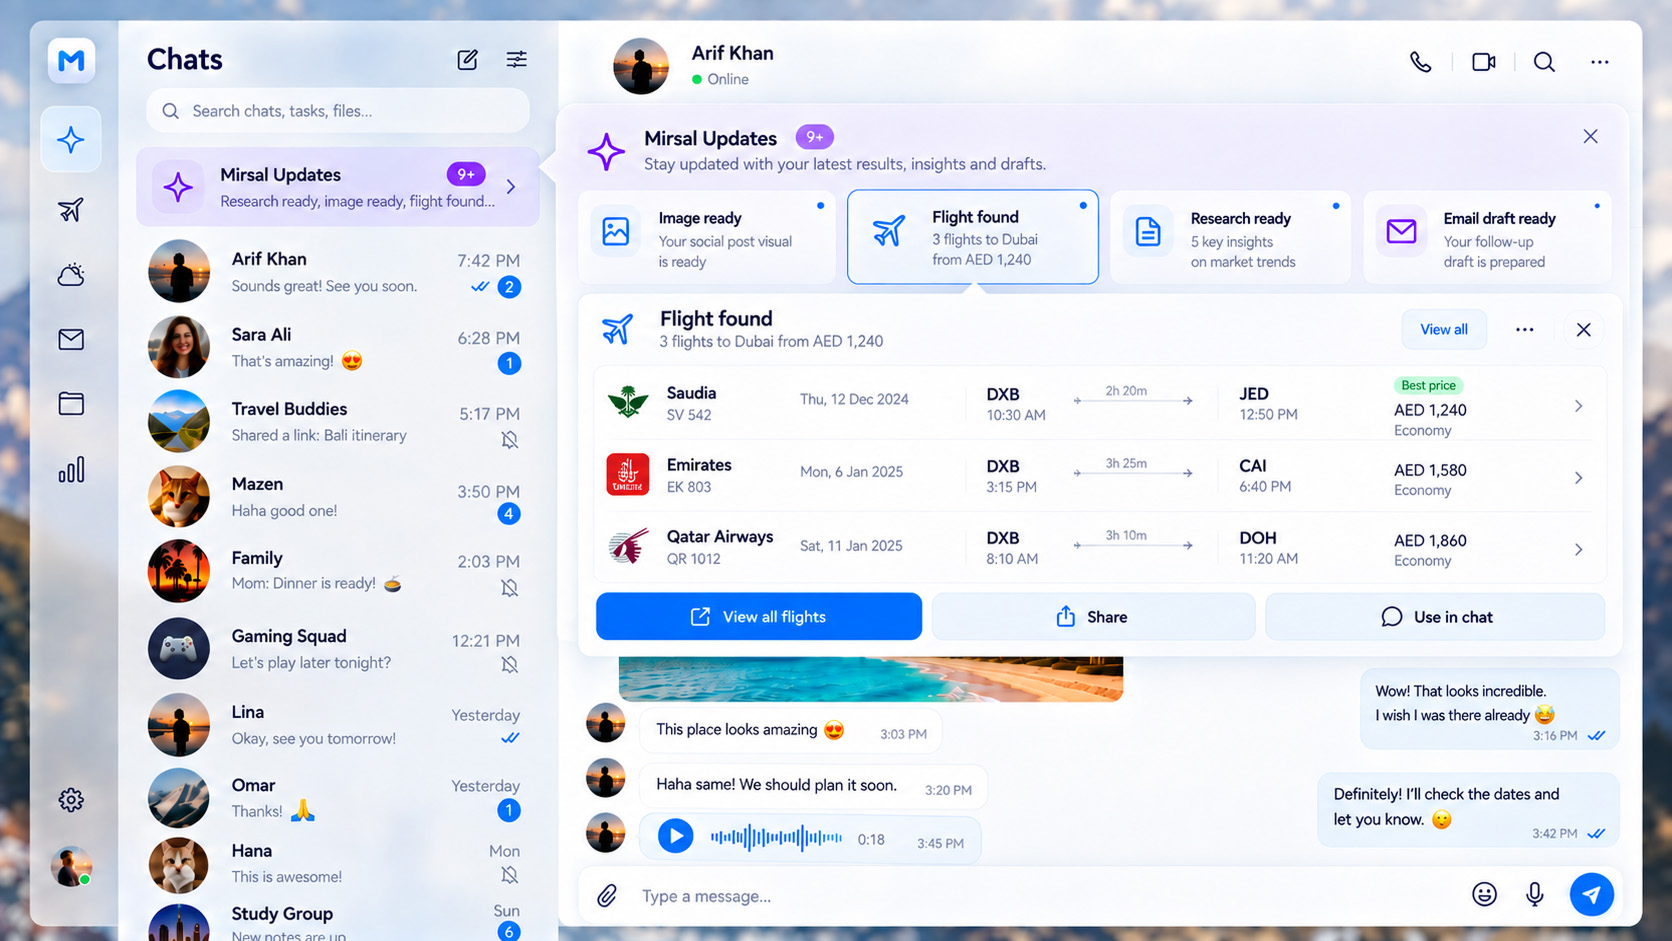 M
Chats
Search chats, tasks, files...
Mirsal Updates
9+
Research ready, image ready, flight found...
Arif Khan
7:42 PM
Sounds great! See you soon.
2
Sara Ali
6:28 PM
That's amazing! 😍
1
Travel Buddies
5:17 PM
Shared a link: Bali itinerary
Mazen
3:50 PM
Haha good one!
4
Family
2:03 PM
Mom: Dinner is ready! 🍲
Gaming Squad
12:21 PM
Let's play later tonight?
Lina
Yesterday
Okay, see you tomorrow!
Omar
Yesterday
Thanks! 🙏
1
Hana
Mon
This is awesome!
Study Group
Sun
New notes are up
6
Arif Khan
Online
Mirsal Updates
9+
Stay updated with your latest results, insights and drafts.
Image ready
Your social post visual
is ready
Flight found
3 flights to Dubai
from AED 1,240
Research ready
5 key insights
on market trends
Email draft ready
Your follow-up
draft is prepared
Flight found
3 flights to Dubai from AED 1,240
View all
Saudia
SV 542
Thu, 12 Dec 2024
DXB
10:30 AM
2h 20m
JED
12:50 PM
Best price
AED 1,240
Economy
Emirates
EK 803
Mon, 6 Jan 2025
DXB
3:15 PM
3h 25m
CAI
6:40 PM
AED 1,580
Economy
Qatar Airways
QR 1012
Sat, 11 Jan 2025
DXB
8:10 AM
3h 10m
DOH
11:20 AM
AED 1,860
Economy
View all flights
Share
Use in chat
Wow! That looks incredible.
I wish I was there already 😅
3:16 PM
This place looks amazing 😍
3:03 PM
Haha same! We should plan it soon.
3:20 PM
Definitely! I'll check the dates and
let you know. 😉
3:42 PM
0:18
3:45 PM
Type a message...